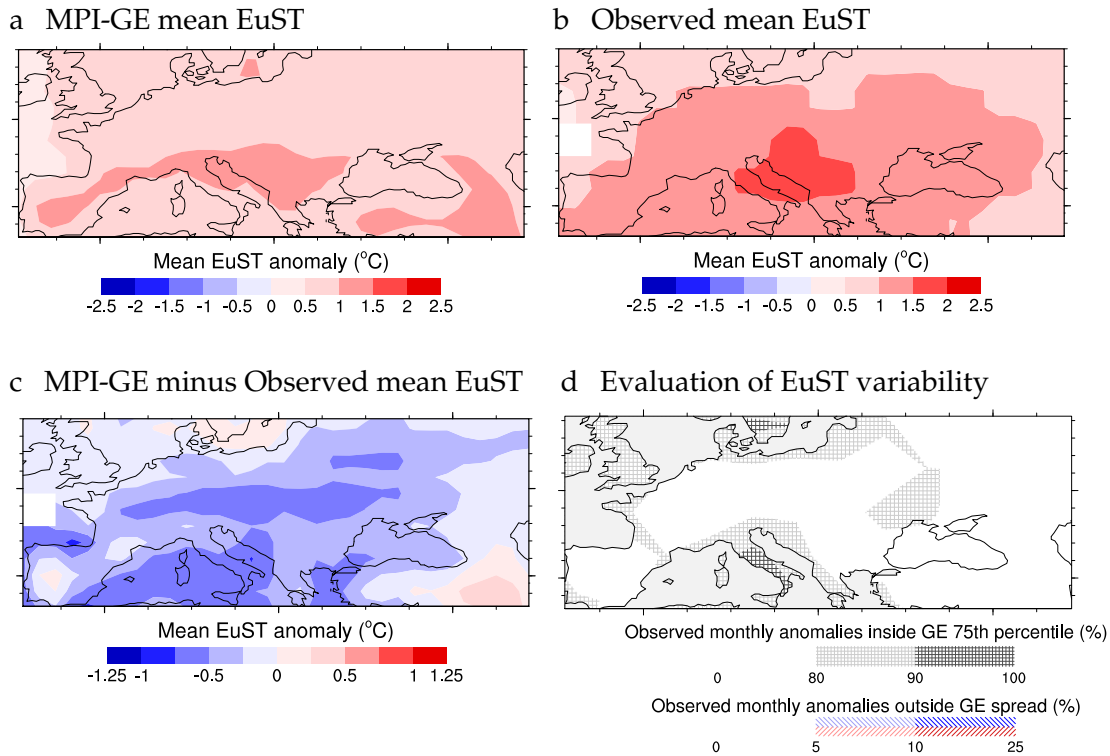 a MPI-GE mean EuST
b Observed mean EuST
Mean EuST anomaly (°C)
-2.5 -2 -1.5 -1 -0.5 0 0.5 1 1.5 2 2.5
Mean EuST anomaly (°C)
-2.5 -2 -1.5 -1 -0.5 0 0.5 1 1.5 2 2.5
c MPI-GE minus Observed mean EuST
d Evaluation of EuST variability
Mean EuST anomaly (°C)
-1.25 -1 -0.5 0 0.5 1 1.25
Observed monthly anomalies inside GE 75th percentile (%)
0 80 90 100
Observed monthly anomalies outside GE spread (%)
0 5 10 25